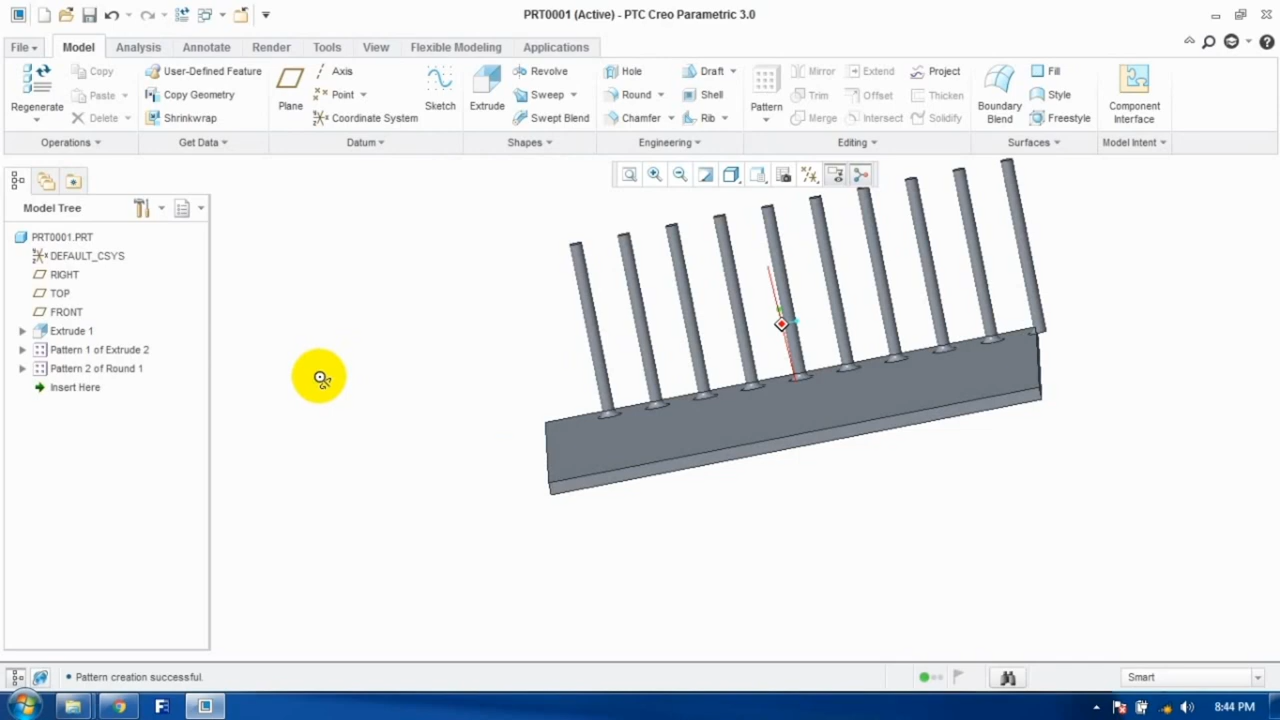 PRT0001 (Active) - PTC Creo Parametric 3.0
File Model Analysis Annotate Render Tools View Flexible Modeling Applications
Copy User-Defined Feature Axis Revolve Hole Draft Mirror Extend Project Fill
Regenerate Paste Copy Geometry Plane Point Sketch Extrude Sweep Round Shell Pattern Trim Offset Thicken Boundary Blend Style Component Interface
Delete Shrinkwrap Coordinate System Swept Blend Chamfer Rib Merge Intersect Solidify Freestyle
Operations Get Data Datum Shapes Engineering Editing Surfaces Model Intent
Model Tree
PRT0001.PRT
DEFAULT_CSYS
RIGHT
TOP
FRONT
Extrude 1
Pattern 1 of Extrude 2
Pattern 2 of Round 1
Insert Here
Pattern creation successful. Smart
8:44 PM